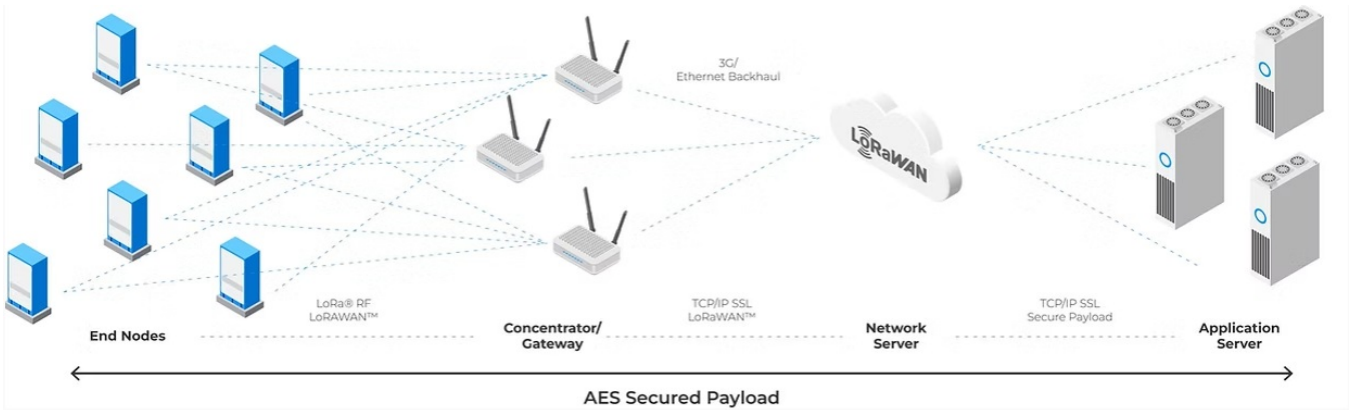 3G/
Ethernet Backhaul
LoRaWAN
LoRa® RF
LoRAWAN™
TCP/IP SSL
LoRaWAN™
TCP/IP SSL
Secure Payload
End Nodes
Concentrator/
Gateway
Network
Server
Application
Server
AES Secured Payload